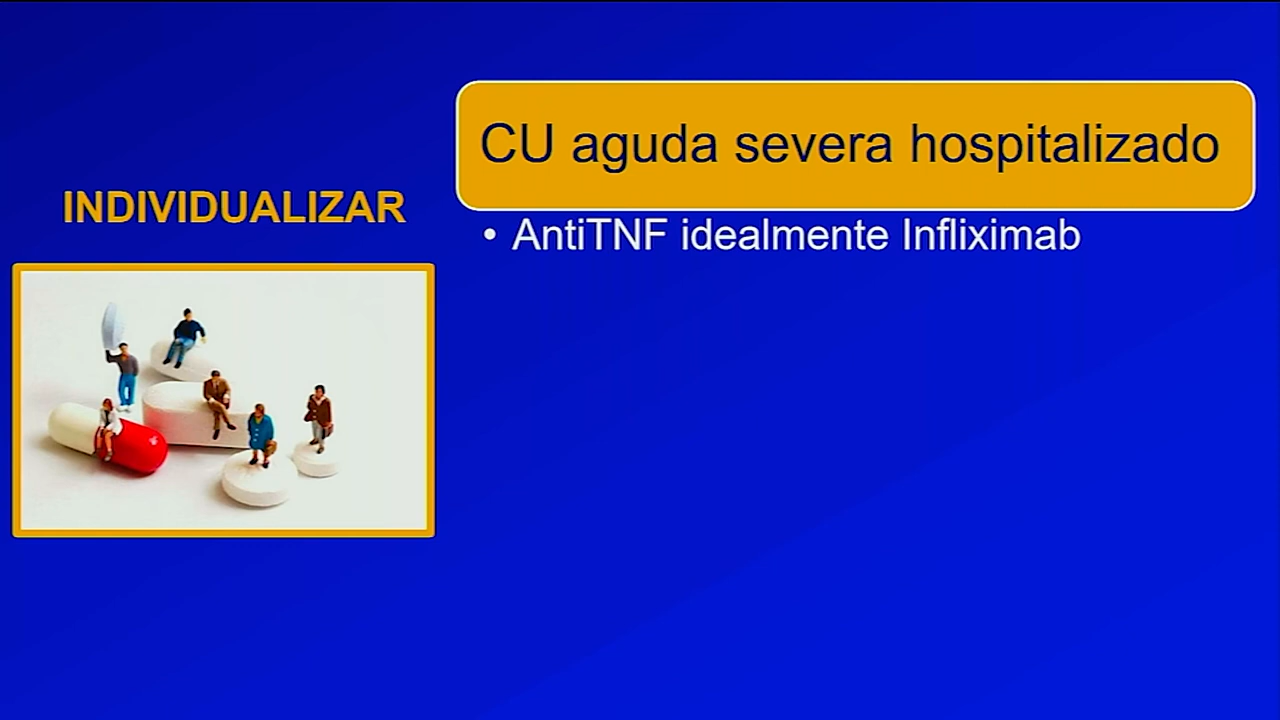 INDIVIDUALIZAR
CU aguda severa hospitalizado
• AntiTNF idealmente Infliximab